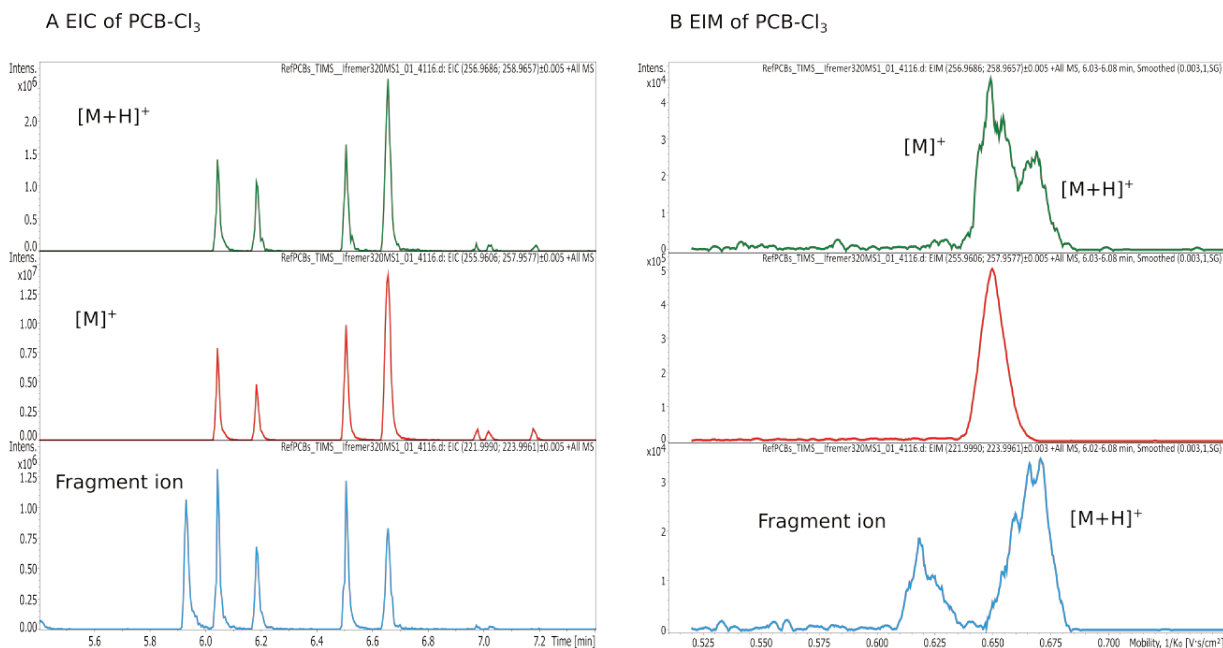 A EIC of PCB-Cl3
B EIM of PCB-Cl3
Intens.
x10^6
RefPCBs_TIMS__Ifremer320MS1_01_4116.d: EIC (256.9686; 258.9657)±0.005 +All MS
[M+H]+
2.0
1.5
1.0
0.5
0.0
Intens.
x10^7
RefPCBs_TIMS__Ifremer320MS1_01_4116.d: EIC (255.9606; 257.9577)±0.005 +All MS
[M]+
1.00
0.75
0.50
0.25
0.00
Intens.
x10^6
RefPCBs_TIMS__Ifremer320MS1_01_4116.d: EIC (221.9990; 223.9961)±0.005 +All MS
Fragment ion
1.25
1.00
0.75
0.50
0.25
0.00
5.6 6.0 6.2 6.4 6.6 6.8 7.0 7.2 Time [min]
Intens.
x10^4
RefPCBs_TIMS__Ifremer320MS1_01_4116.d: EIM (256.9686; 258.9657)±0.005 +All MS, 6.03-6.08 min, Smoothed (0.003,1,SG)
[M]+
[M+H]+
4
3
2
1
0
x10^5
RefPCBs_TIMS__Ifremer320MS1_01_4116.d: EIM (255.9606; 257.9577)±0.005 +All MS, 6.03-6.08 min, Smoothed (0.003,1,SG)
5
4
3
2
1
0
x10^4
RefPCBs_TIMS__Ifremer320MS1_01_4116.d: EIM (221.9990; 223.9961)±0.003 +All MS, 6.02-6.08 min, Smoothed (0.003,1,SG)
Fragment ion
[M+H]+
3
2
1
0
0.525 0.550 0.575 0.600 0.625 0.650 0.675 0.700 Mobility, 1/K0 [V·s/cm²]